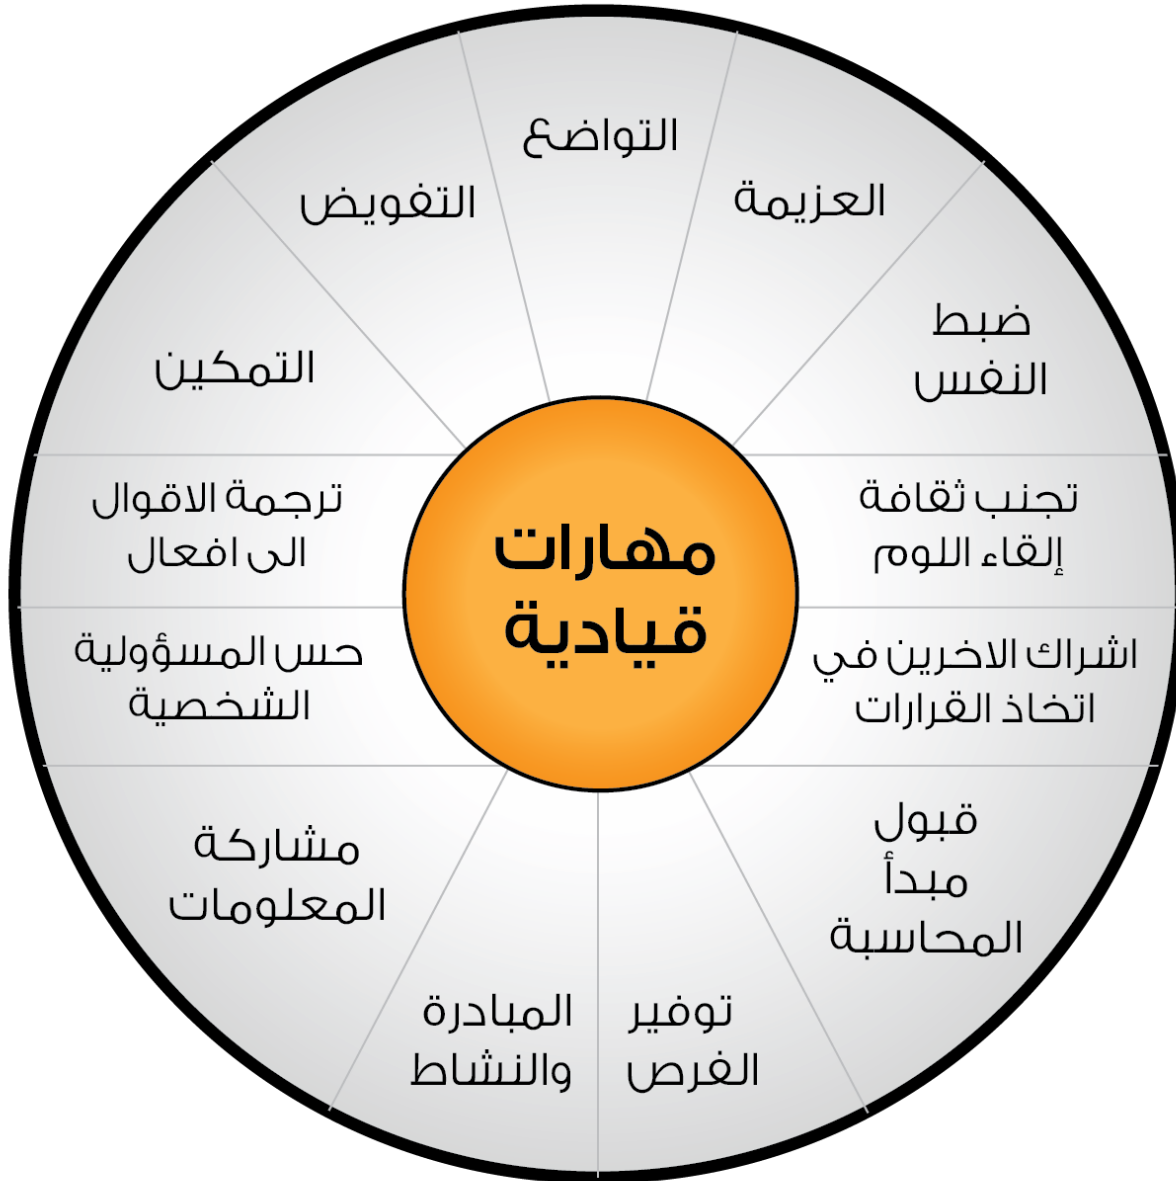 التواضع
العزيمة
ضبط
النفس
تجنب ثقافة
إلقاء اللوم
اشراك الاخرين في
اتخاذ القرارات
قبول
مبدأ
المحاسبة
توفير
الفرص
المبادرة
والنشاط
مشاركة
المعلومات
حس المسؤولية
الشخصية
ترجمة الاقوال
الى افعال
التمكين
التفويض
مهارات
قيادية